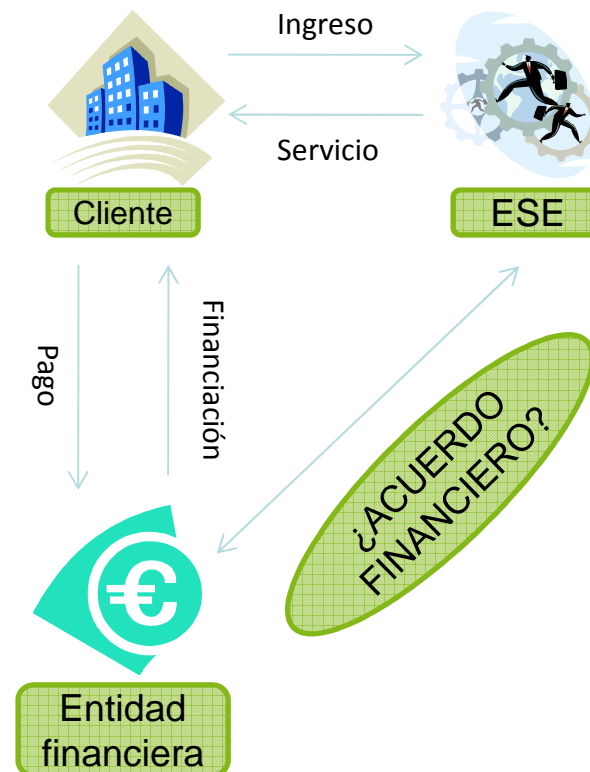 Ingreso
Servicio
Cliente
ESE
Pago
Financiación
¿ACUERDO
FINANCIERO?
€
Entidad
financiera